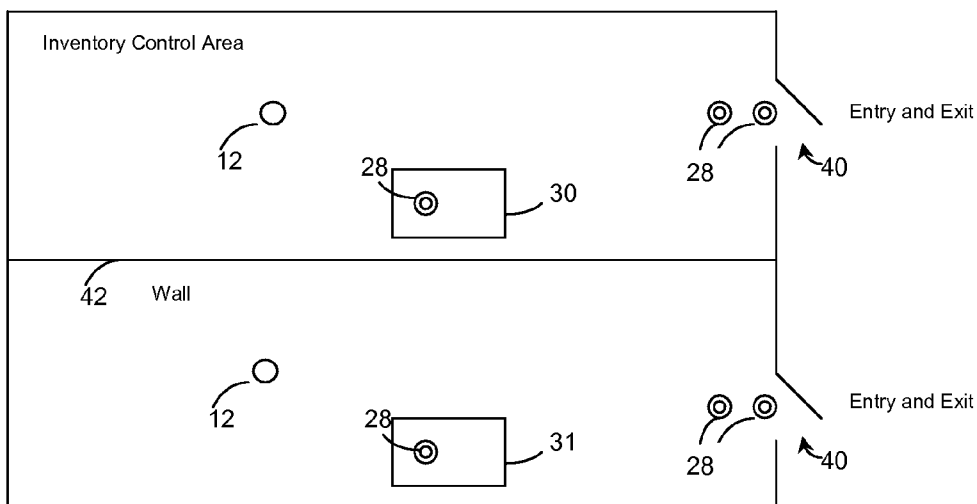 Inventory Control Area
Entry and Exit
12
28
30
28
40
42
Wall
12
28
31
Entry and Exit
28
40